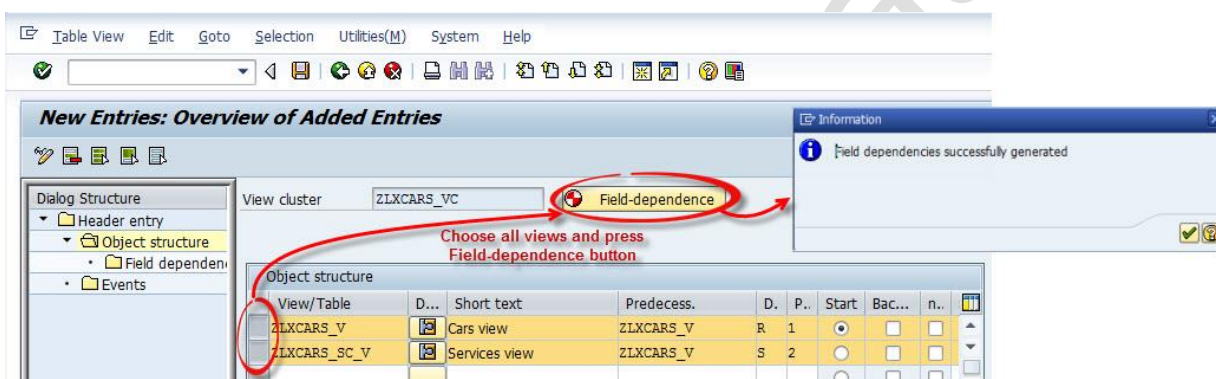 Table View Edit Goto Selection Utilities(M) System Help
New Entries: Overview of Added Entries
Information
Field dependencies successfully generated
Dialog Structure
Header entry
Object structure
Field dependen
Events
View cluster ZLXCARS_VC Field-dependence
Choose all views and press
Field-dependence button
Object structure
View/Table D... Short text Predecess. D. P.. Start Bac... n..
ZLXCARS_V Cars view ZLXCARS_V R 1
ZLXCARS_SC_V Services view ZLXCARS_V S 2